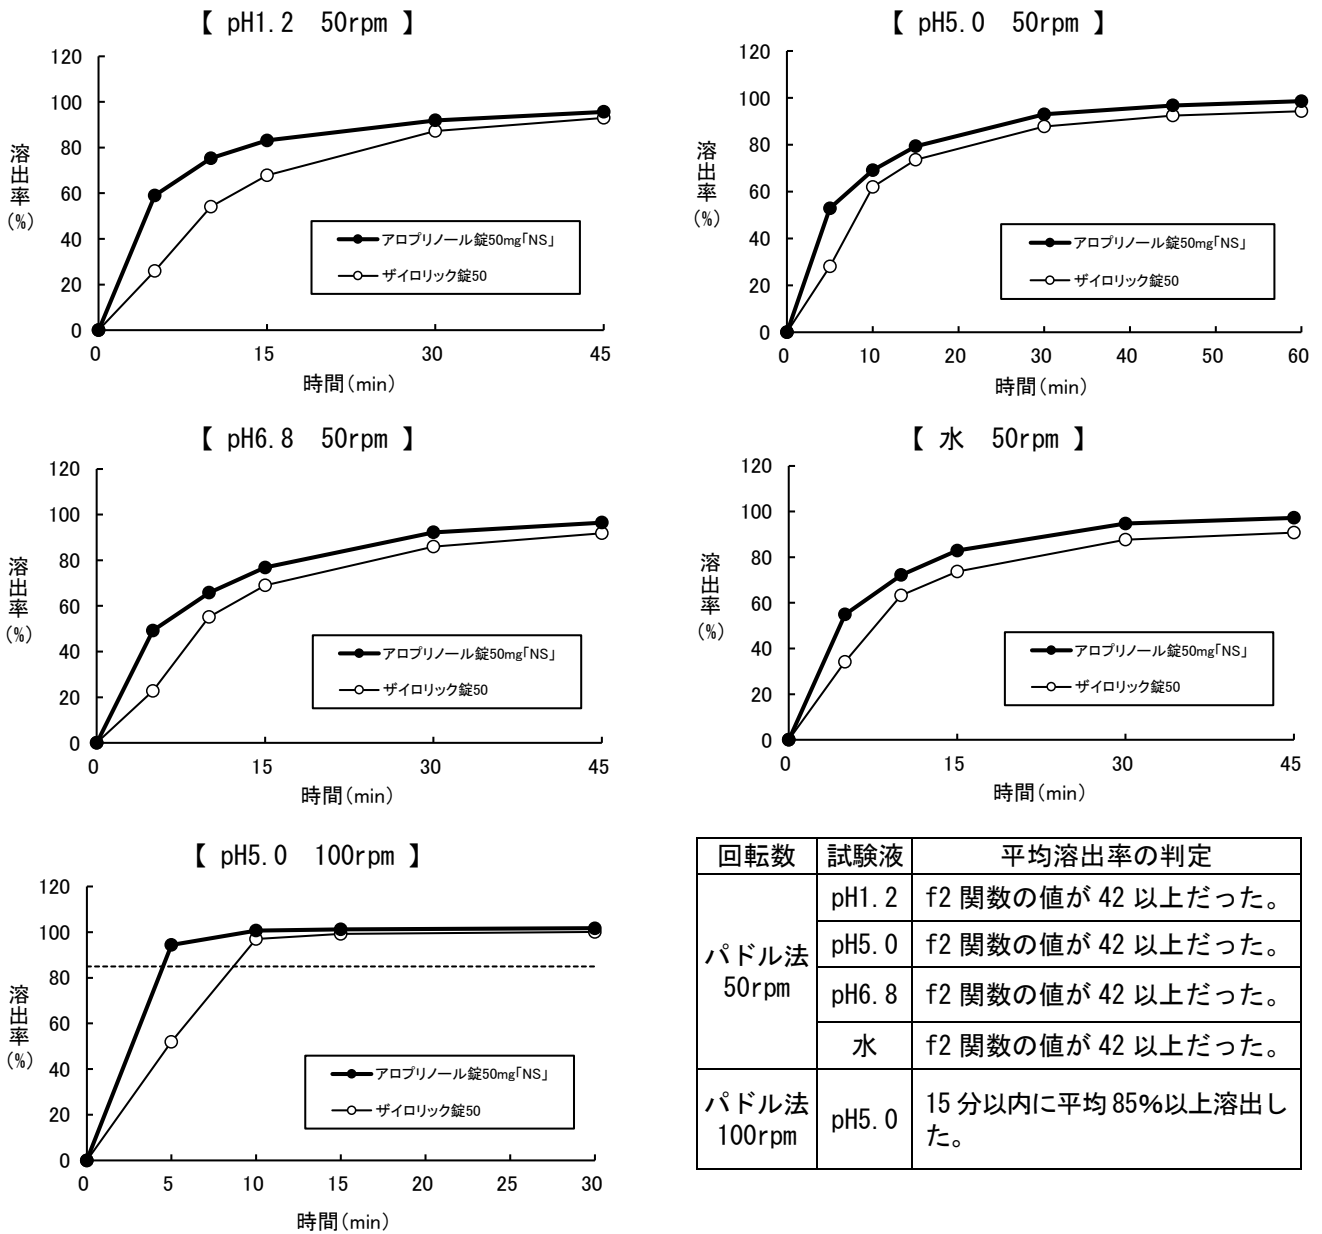 【 pH1.2　50rpm 】
120
100
80
60
40
20
0
溶出率(%)
0 15 30 45
時間(min)
アロプリノール錠50mg「NS」
ザイロリック錠50
【 pH5.0　50rpm 】
120
100
80
60
40
20
0
溶出率(%)
0 10 20 30 40 50 60
時間(min)
アロプリノール錠50mg「NS」
ザイロリック錠50
【 pH6.8　50rpm 】
120
100
80
60
40
20
0
溶出率(%)
0 15 30 45
時間(min)
アロプリノール錠50mg「NS」
ザイロリック錠50
【 水　50rpm 】
120
100
80
60
40
20
0
溶出率(%)
0 15 30 45
時間(min)
アロプリノール錠50mg「NS」
ザイロリック錠50
【 pH5.0　100rpm 】
120
100
80
60
40
20
0
溶出率(%)
0 5 10 15 20 25 30
時間(min)
アロプリノール錠50mg「NS」
ザイロリック錠50
回転数 試験液 平均溶出率の判定
パドル法
50rpm
pH1.2 f2 関数の値が 42 以上だった。
pH5.0 f2 関数の値が 42 以上だった。
pH6.8 f2 関数の値が 42 以上だった。
水 f2 関数の値が 42 以上だった。
パドル法
100rpm
pH5.0
15 分以内に平均 85%以上溶出し
た。